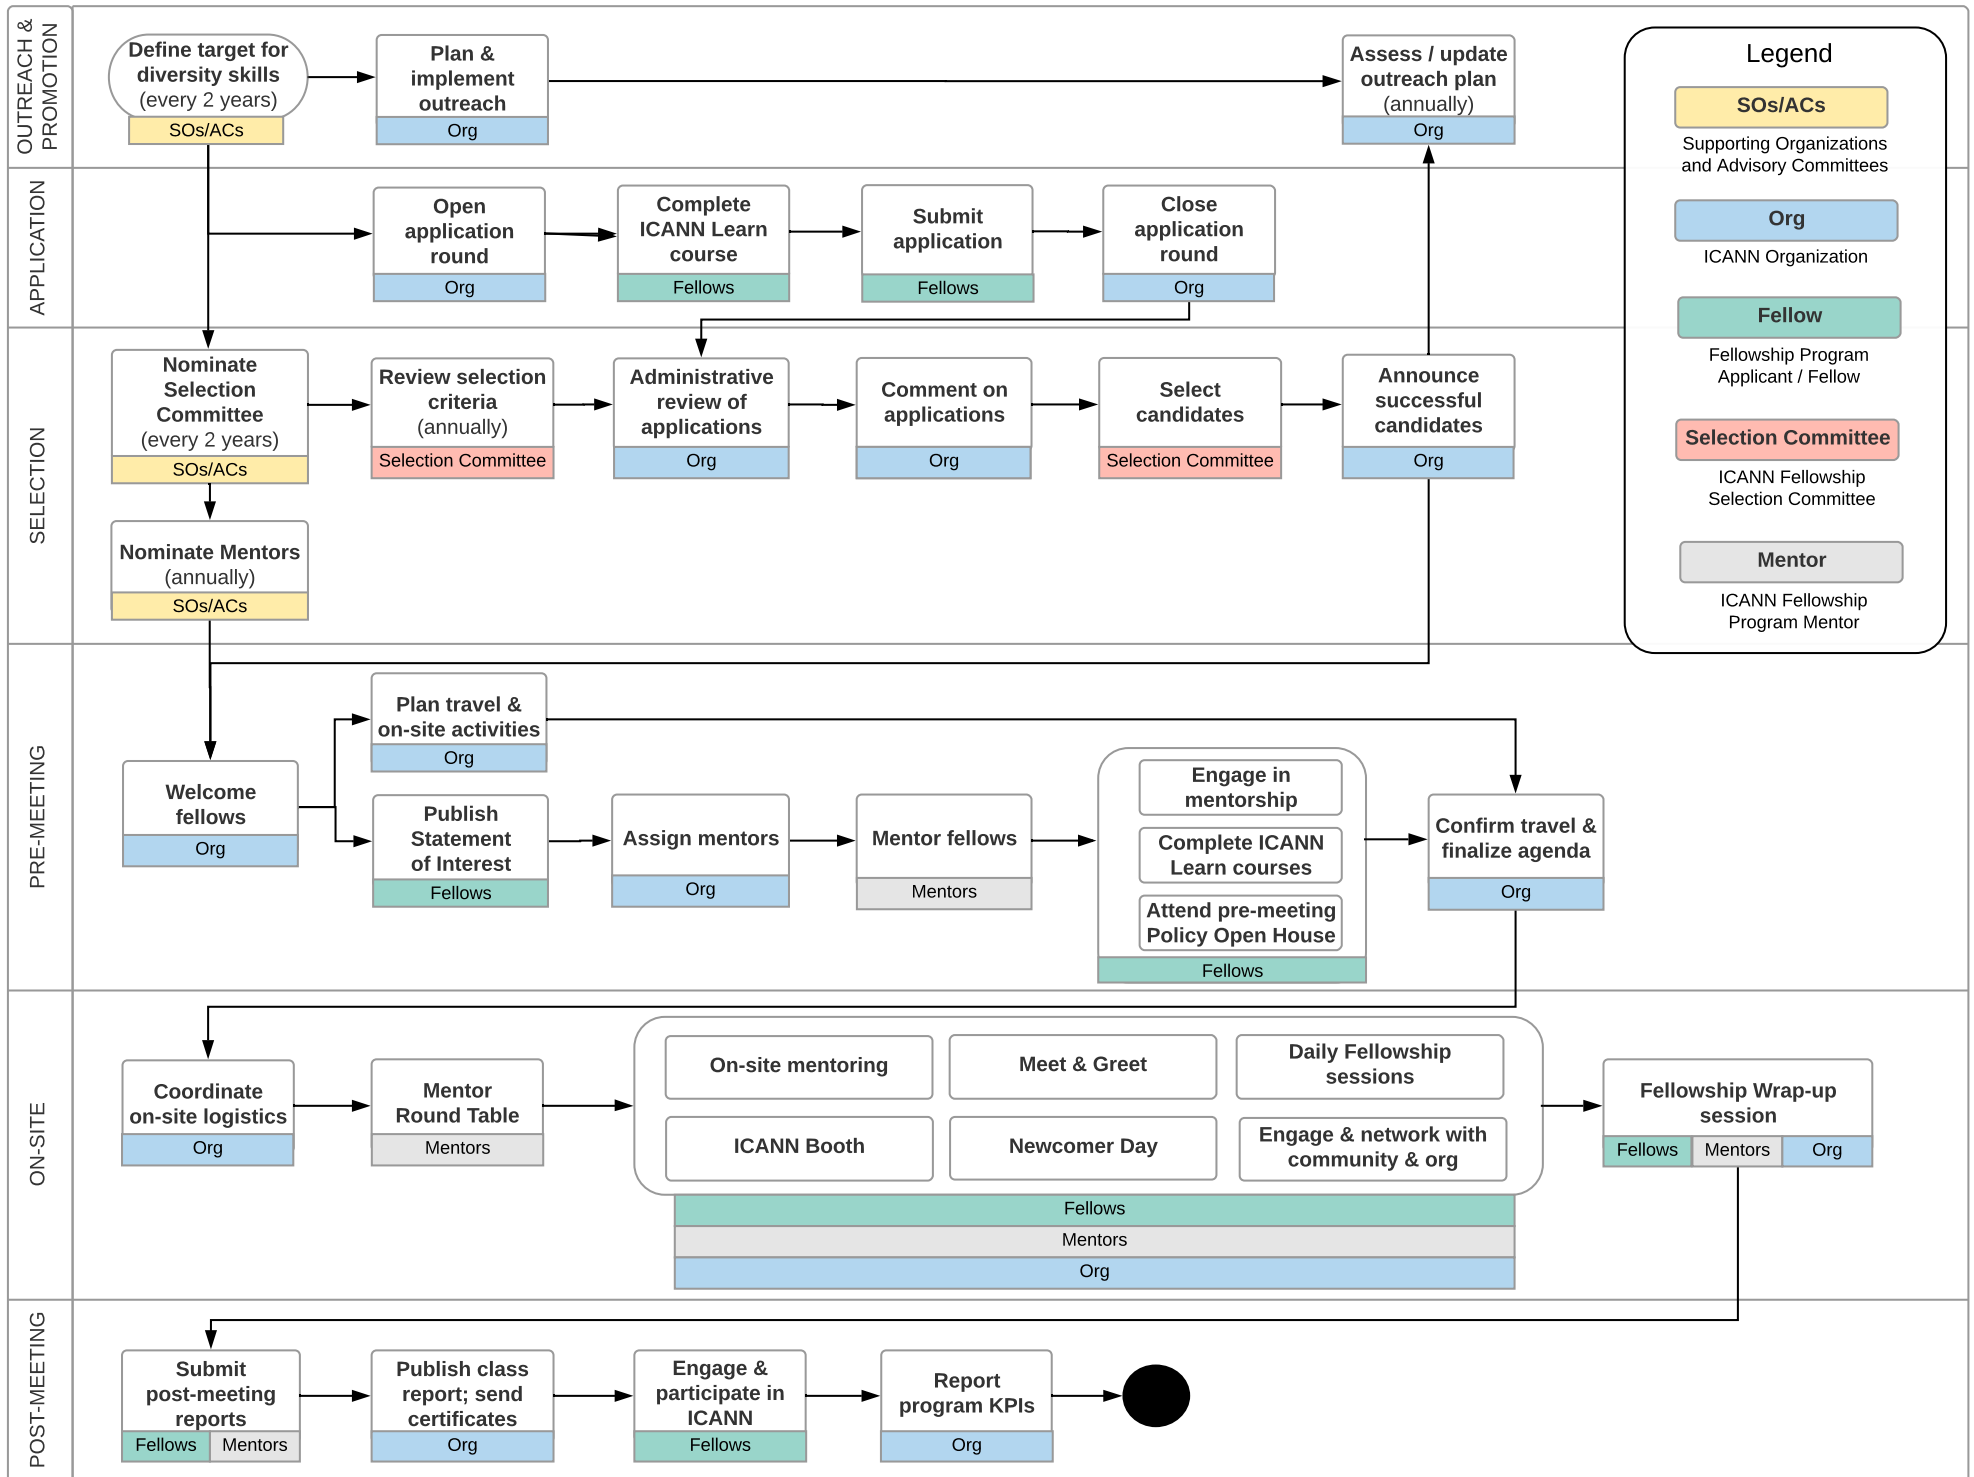 OUTREACH &
PROMOTION
Define target for
diversity skills
(every 2 years)
SOs/ACs
Plan &
implement
outreach
Org
Assess / update
outreach plan
(annually)
Org
Legend
SOs/ACs
Supporting Organizations
and Advisory Committees
Org
ICANN Organization
Fellow
Fellowship Program
Applicant / Fellow
Selection Committee
ICANN Fellowship
Selection Committee
Mentor
ICANN Fellowship
Program Mentor
APPLICATION
Open
application
round
Org
Complete
ICANN Learn
course
Fellows
Submit
application
Fellows
Close
application
round
Org
SELECTION
Nominate
Selection
Committee
(every 2 years)
SOs/ACs
Review selection
criteria
(annually)
Selection Committee
Administrative
review of
applications
Org
Comment on
applications
Org
Select
candidates
Selection Committee
Announce
successful
candidates
Org
Nominate Mentors
(annually)
SOs/ACs
PRE-MEETING
Plan travel &
on-site activities
Org
Welcome
fellows
Org
Publish
Statement
of Interest
Fellows
Assign mentors
Org
Mentor fellows
Mentors
Engage in
mentorship
Complete ICANN
Learn courses
Attend pre-meeting
Policy Open House
Fellows
Confirm travel &
finalize agenda
Org
ON-SITE
Coordinate
on-site logistics
Org
Mentor
Round Table
Mentors
On-site mentoring
Meet & Greet
Daily Fellowship
sessions
ICANN Booth
Newcomer Day
Engage & network with
community & org
Fellows
Mentors
Org
Fellowship Wrap-up
session
Fellows
Mentors
Org
POST-MEETING
Submit
post-meeting
reports
Fellows
Mentors
Publish class
report; send
certificates
Org
Engage &
participate in
ICANN
Fellows
Report
program KPIs
Org